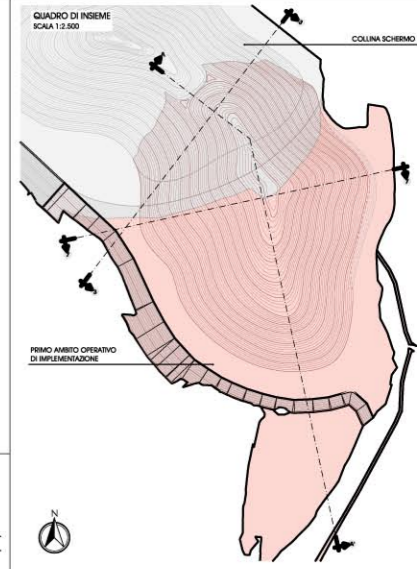 QUADRO DI INSIEME
SCALA 1:2.500
COLLINA SCHERMO
PRIMO AMBITO OPERATIVO
DI IMPLEMENTAZIONE
N